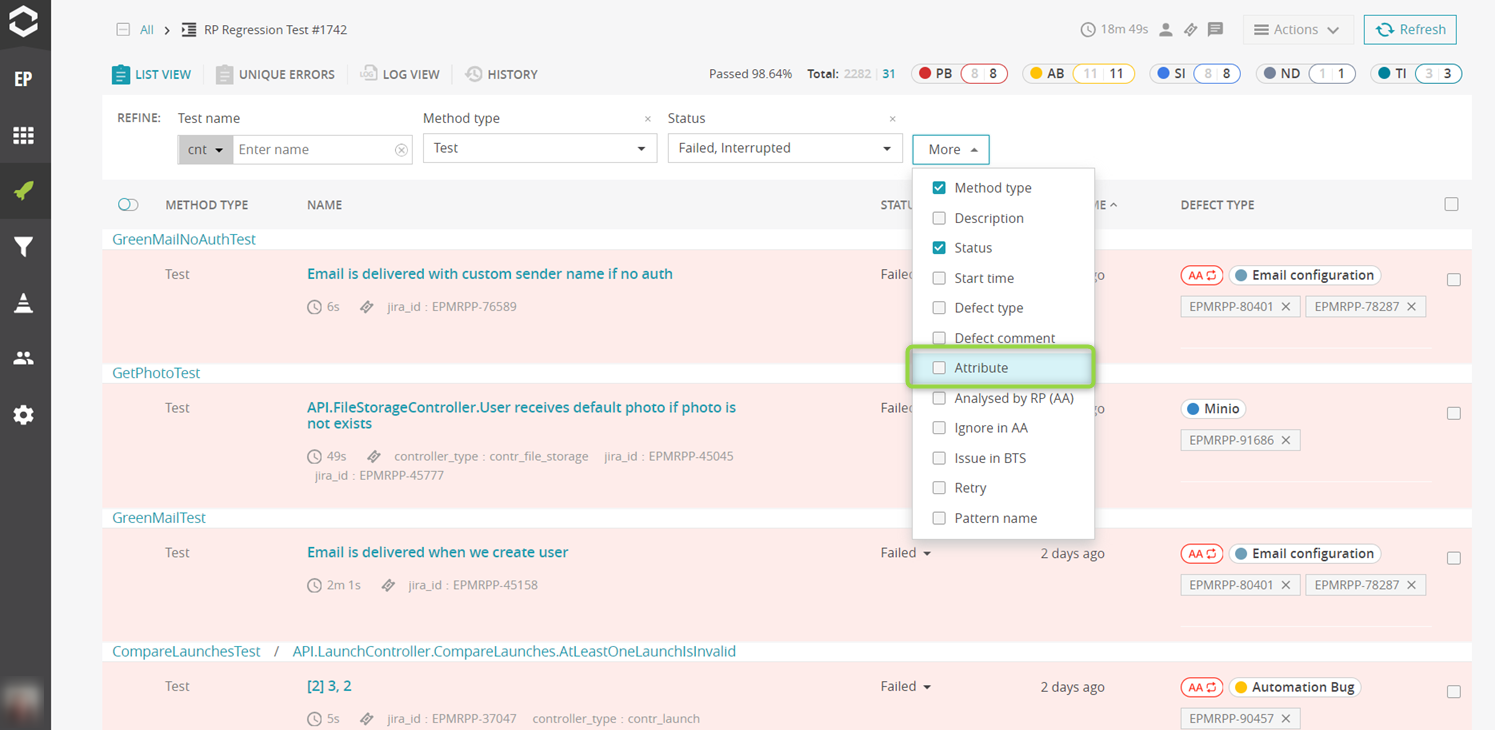 All > RP Regression Test #1742
18m 49s
Actions
Refresh
EP
LIST VIEW
UNIQUE ERRORS
LOG VIEW
HISTORY
Passed 98.64% Total: 2282 31 PB 8 8 AB 11 11 SI 8 8 ND 1 1 TI 3 3
REFINE:
Test name
Method type ×
Status ×
cnt
Enter name
Test
Failed, Interrupted
More
Method type
Description
Status
Start time
Defect type
Defect comment
Attribute
Analysed by RP (AA)
Ignore in AA
Issue in BTS
Retry
Pattern name
METHOD TYPE NAME STATU ME DEFECT TYPE
GreenMailNoAuthTest
Test Email is delivered with custom sender name if no auth Failed go AA Email configuration
6s jira_id : EPMRPP-76589 EPMRPP-80401 × EPMRPP-78287 ×
GetPhotoTest
Test API.FileStorageController.User receives default photo if photo is Failed go Minio
not exists
EPMRPP-91686 ×
49s controller_type : contr_file_storage jira_id : EPMRPP-45045
jira_id : EPMRPP-45777
GreenMailTest
Test Email is delivered when we create user Failed 2 days ago AA Email configuration
2m 1s jira_id : EPMRPP-45158 EPMRPP-80401 × EPMRPP-78287 ×
CompareLaunchesTest / API.LaunchController.CompareLaunches.AtLeastOneLaunchIsInvalid
Test [2] 3, 2 Failed 2 days ago AA Automation Bug
5s jira_id : EPMRPP-37047 controller_type : contr_launch EPMRPP-90457 ×